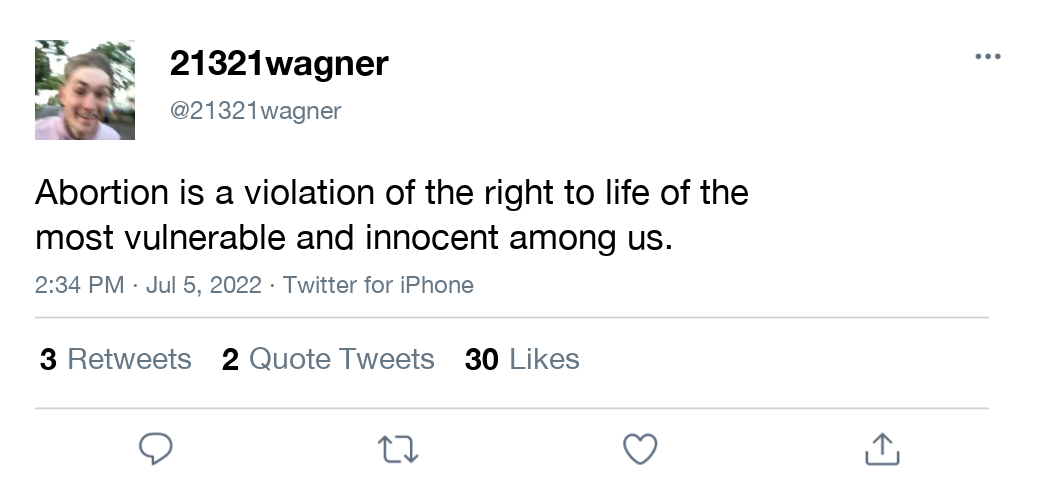 21321wagner
@21321wagner
Abortion is a violation of the right to life of the
most vulnerable and innocent among us.
2:34 PM · Jul 5, 2022 · Twitter for iPhone
3 Retweets 2 Quote Tweets 30 Likes